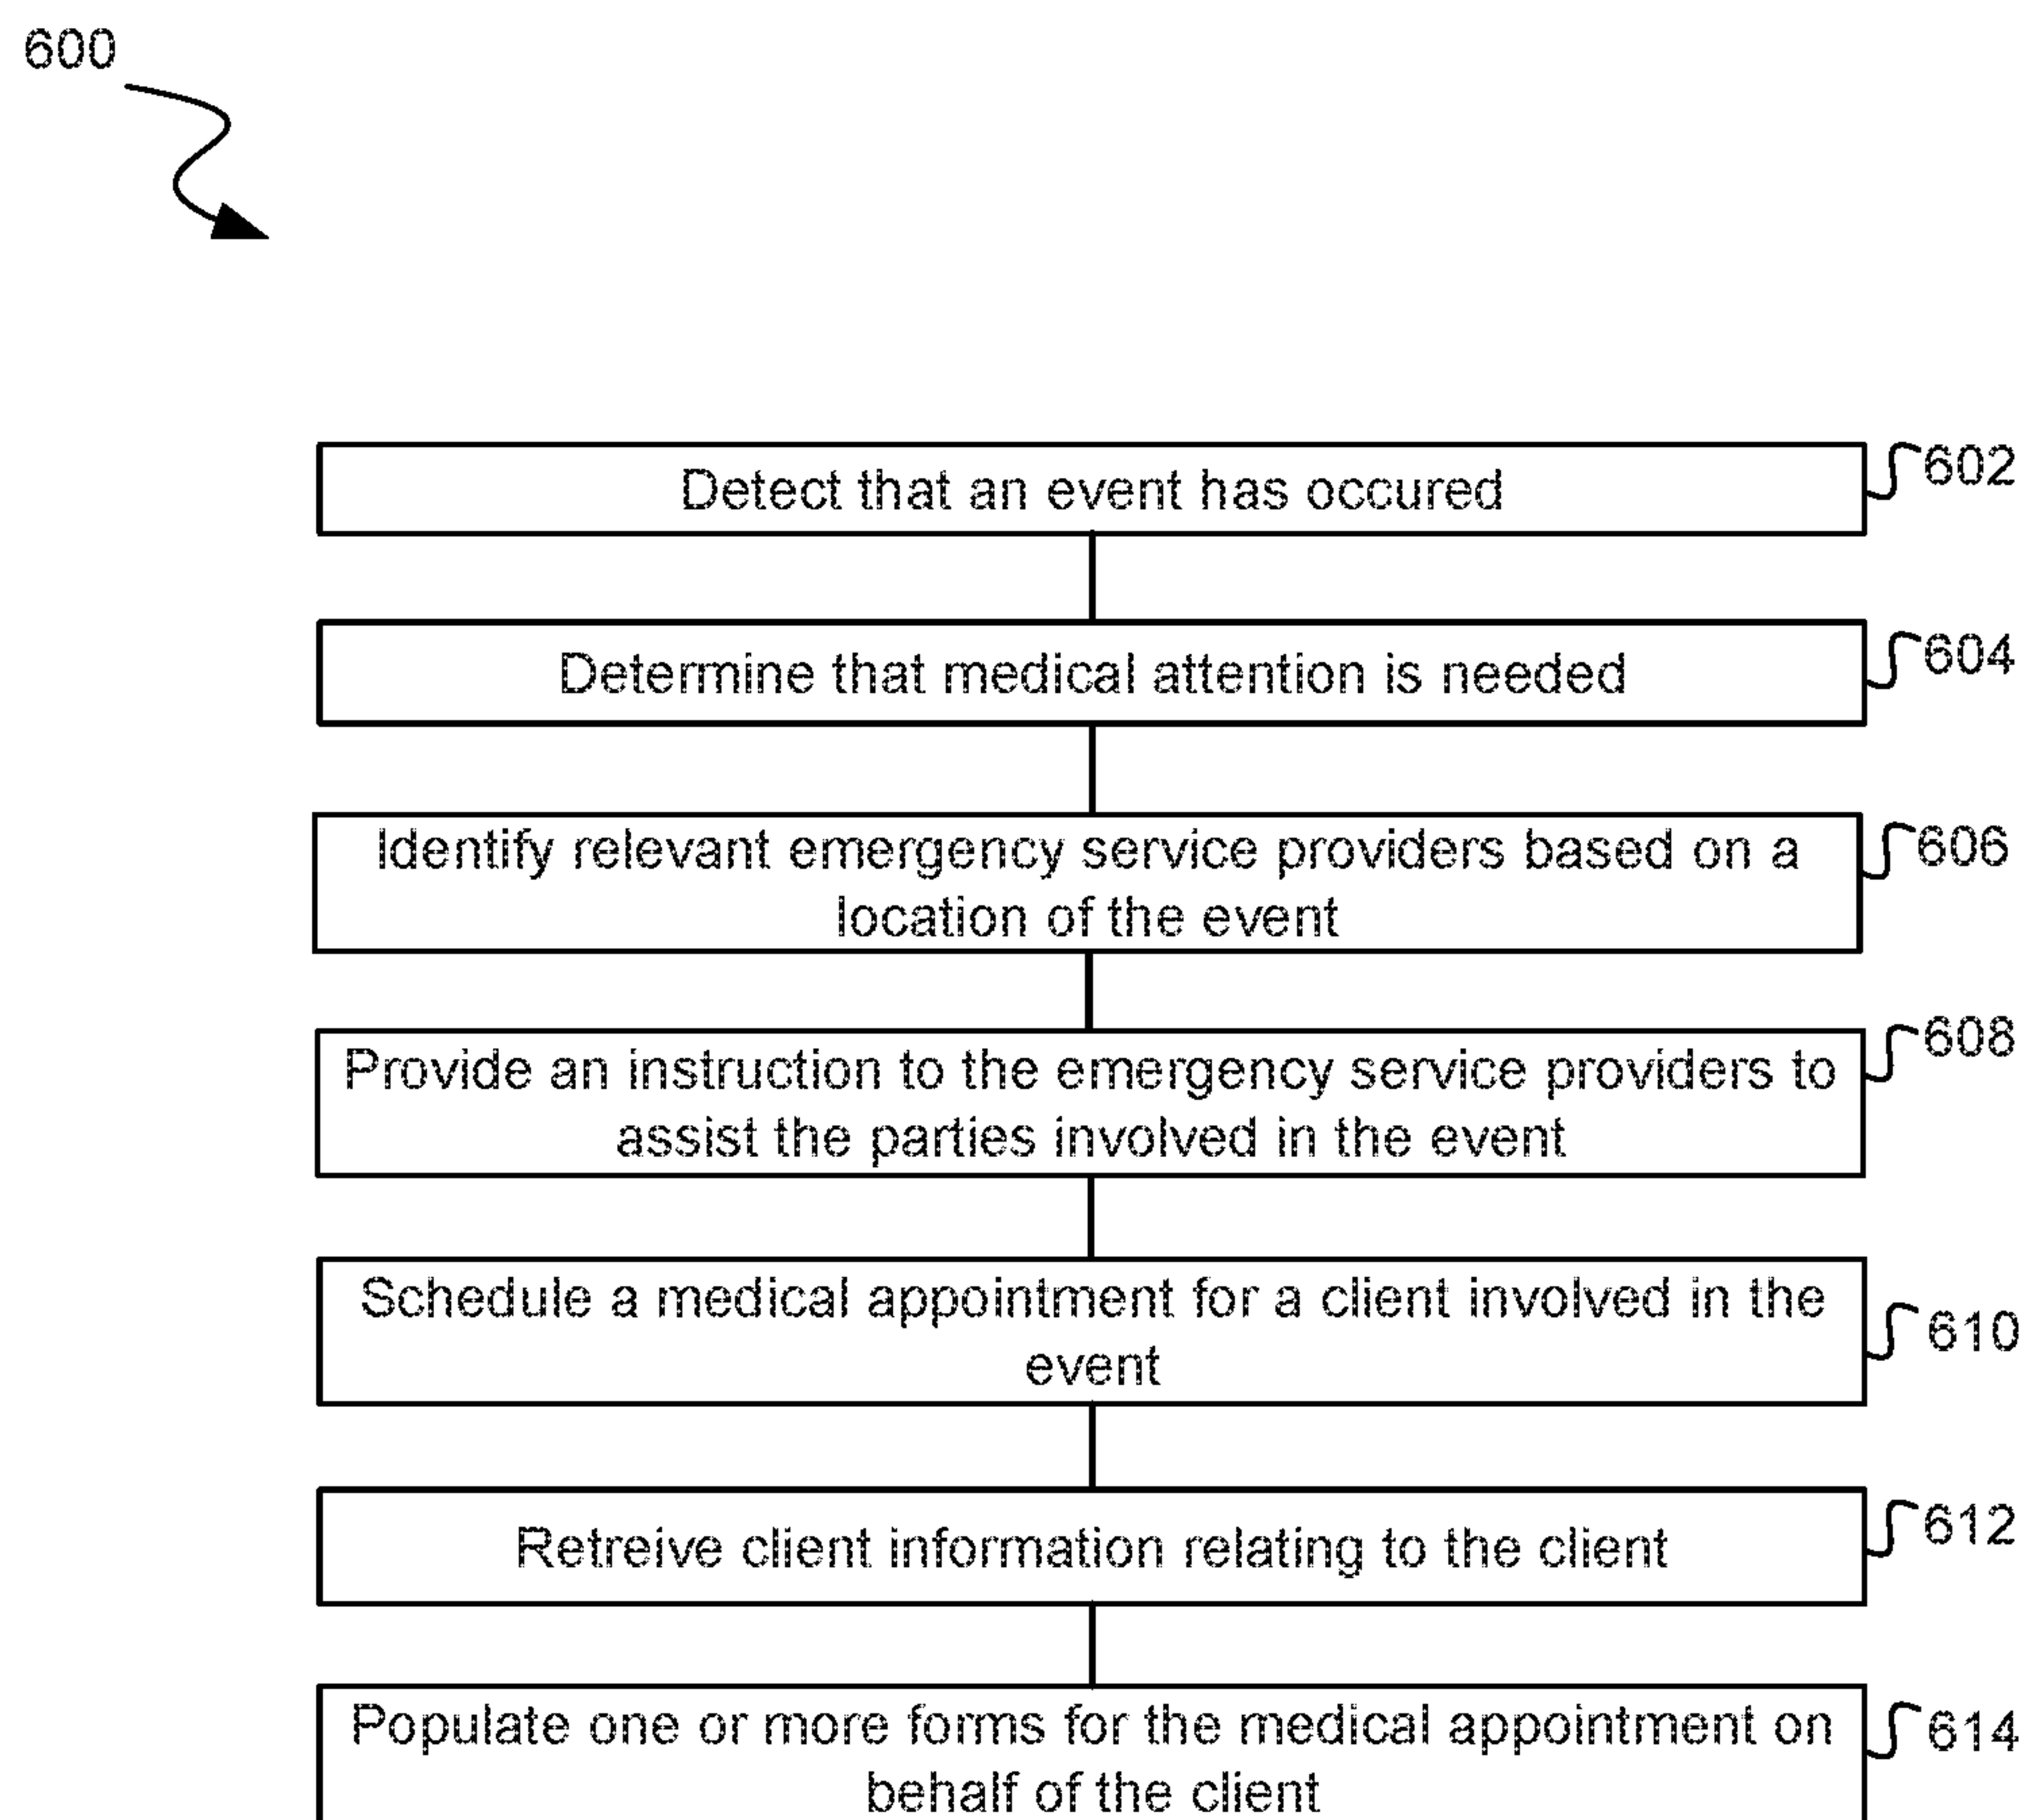 600
Detect that an event has occured
602
Determine that medical attention is needed
604
Identify relevant emergency service providers based on a
location of the event
606
Provide an instruction to the emergency service providers to
assist the parties involved in the event
608
Schedule a medical appointment for a client involved in the
event
610
Retreive client information relating to the client
612
Populate one or more forms for the medical appointment on
behalf of the client
614